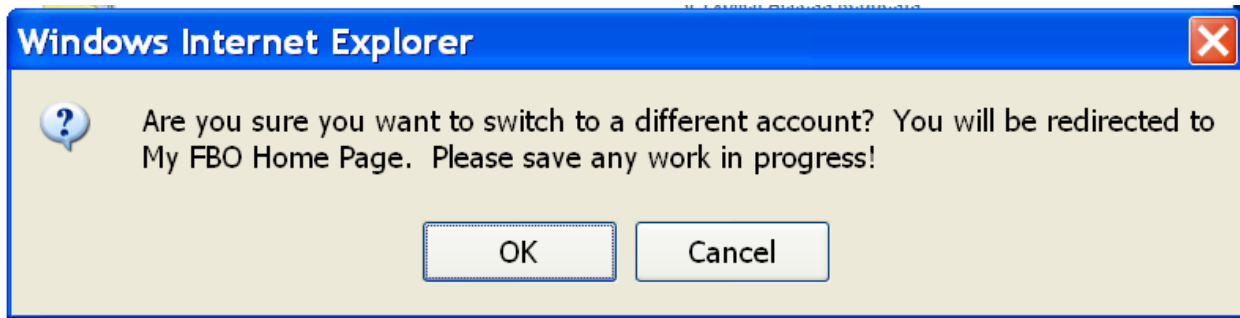 Windows Internet Explorer
Are you sure you want to switch to a different account?  You will be redirected to
My FBO Home Page.  Please save any work in progress!
OK
Cancel